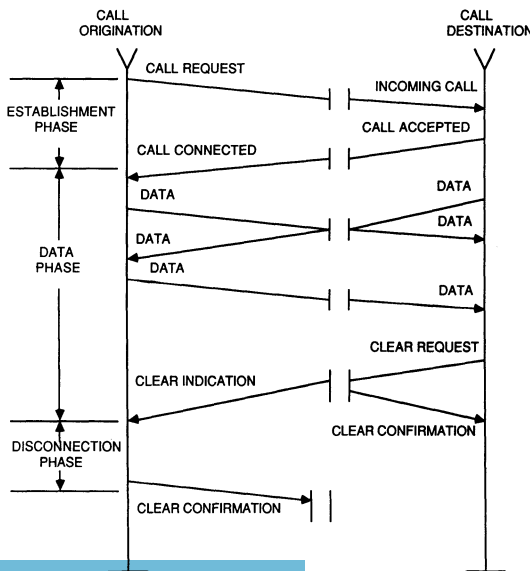 CALL
ORIGINATION
CALL
DESTINATION
CALL REQUEST
INCOMING CALL
ESTABLISHMENT
PHASE
CALL ACCEPTED
CALL CONNECTED
DATA
DATA
DATA
DATA
DATA
PHASE
DATA
DATA
CLEAR REQUEST
CLEAR INDICATION
CLEAR CONFIRMATION
DISCONNECTION
PHASE
CLEAR CONFIRMATION